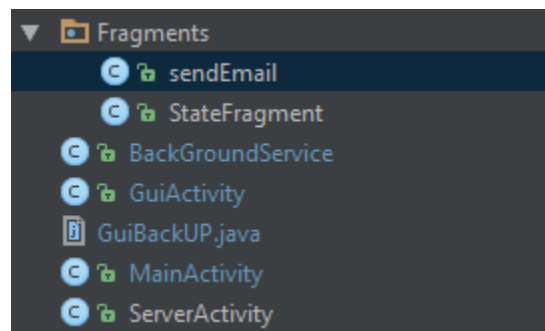 Fragments
sendEmail
StateFragment
BackGroundService
GuiActivity
GuiBackUP.java
MainActivity
ServerActivity